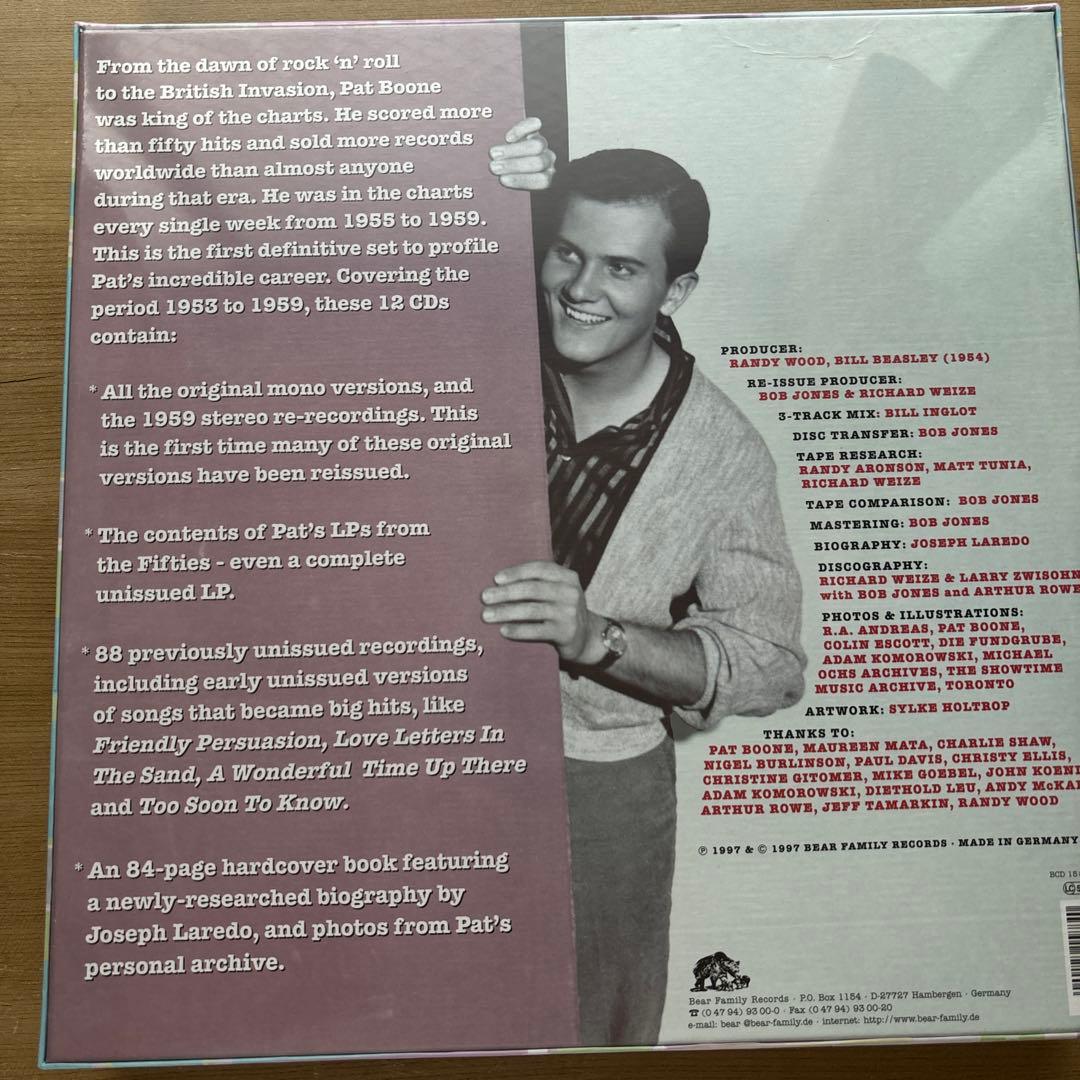 From the dawn of rock ‘n’ roll
to the British Invasion, Pat Boone
was king of the charts. He scored more
than fifty hits and sold more records
worldwide than almost anyone
during that era. He was in the charts
every single week from 1955 to 1959.
This is the first definitive set to profile
Pat’s incredible career. Covering the
period 1953 to 1959, these 12 CDs
contain:
* All the original mono versions, and
the 1959 stereo re-recordings. This
is the first time many of these original
versions have been reissued.
* The contents of Pat’s LPs from
the Fifties - even a complete
unissued LP.
* 88 previously unissued recordings,
including early unissued versions
of songs that became big hits, like
Friendly Persuasion, Love Letters In
The Sand, A Wonderful Time Up There
and Too Soon To Know.
* An 84-page hardcover book featuring
a newly-researched biography by
Joseph Laredo, and photos from Pat’s
personal archive.
PRODUCER:
RANDY WOOD, BILL BEASLEY (1954)
RE-ISSUE PRODUCER:
BOB JONES & RICHARD WEIZE
3-TRACK MIX: BILL INGLOT
DISC TRANSFER: BOB JONES
TAPE RESEARCH:
RANDY ARONSON, MATT TUNIA,
RICHARD WEIZE
TAPE COMPARISON: BOB JONES
MASTERING: BOB JONES
BIOGRAPHY: JOSEPH LAREDO
DISCOGRAPHY:
RICHARD WEIZE & LARRY ZWISOHN
with BOB JONES and ARTHUR ROWE
PHOTOS & ILLUSTRATIONS:
R.A. ANDREAS, PAT BOONE,
COLIN ESCOTT, DIE FUNDGRUBE,
ADAM KOMOROWSKI, MICHAEL
OCHS ARCHIVES, THE SHOWTIME
MUSIC ARCHIVE, TORONTO
ARTWORK: SYLKE HOLTROP
THANKS TO:
PAT BOONE, MAUREEN MATA, CHARLIE SHAW,
NIGEL BURLINSON, PAUL DAVIS, CHRISTY ELLIS,
CHRISTINE GITOMER, MIKE GOEBEL, JOHN
ADAM KOMOROWSKI, DIETHOLD LEU, ANDY
ARTHUR ROWE, JEFF TAMARKIN, RANDY WOOD
℗ 1997 & © 1997 BEAR FAMILY RECORDS · MADE IN GERMANY
BCD
LC
Bear Family Records · P.O. Box 1154 · D-27727 Hambergen · Germany
☎ (0 47 94) 93 00-0 · Fax (0 47 94) 93 00-20
e-mail: bear @bear-family.de · internet: http://www.bear-family.de